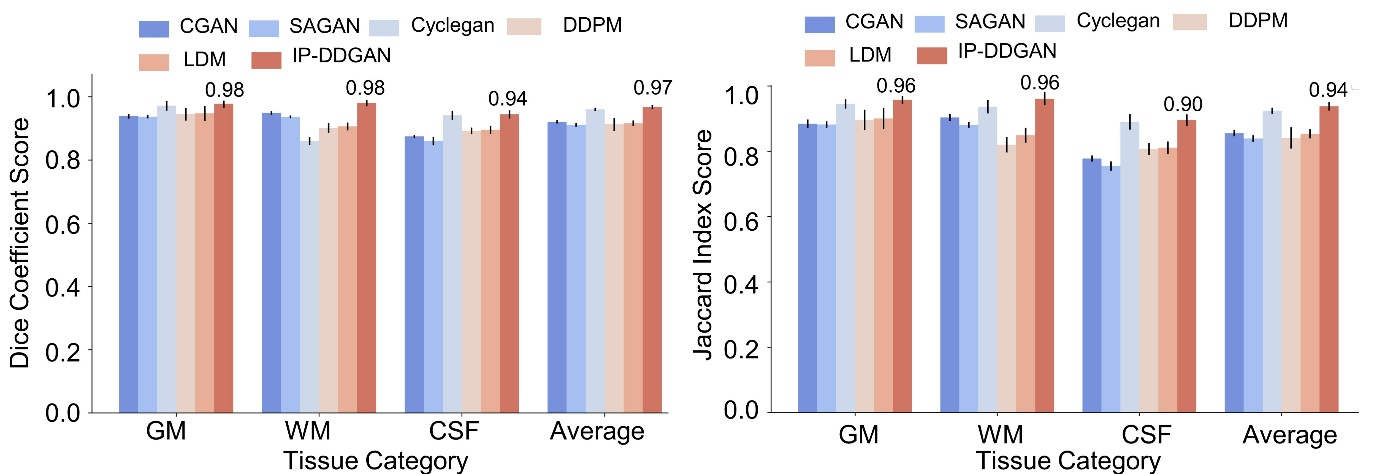 CGAN SAGAN Cyclegan DDPM
LDM IP-DDGAN
Dice Coefficient Score
1.0
0.8
0.6
0.4
0.2
0.0
0.98 0.98 0.94 0.97
GM WM CSF Average
Tissue Category
CGAN SAGAN Cyclegan DDPM
LDM IP-DDGAN
Jaccard Index Score
1.0
0.8
0.6
0.4
0.2
0.0
0.96 0.96 0.90 0.94
GM WM CSF Average
Tissue Category